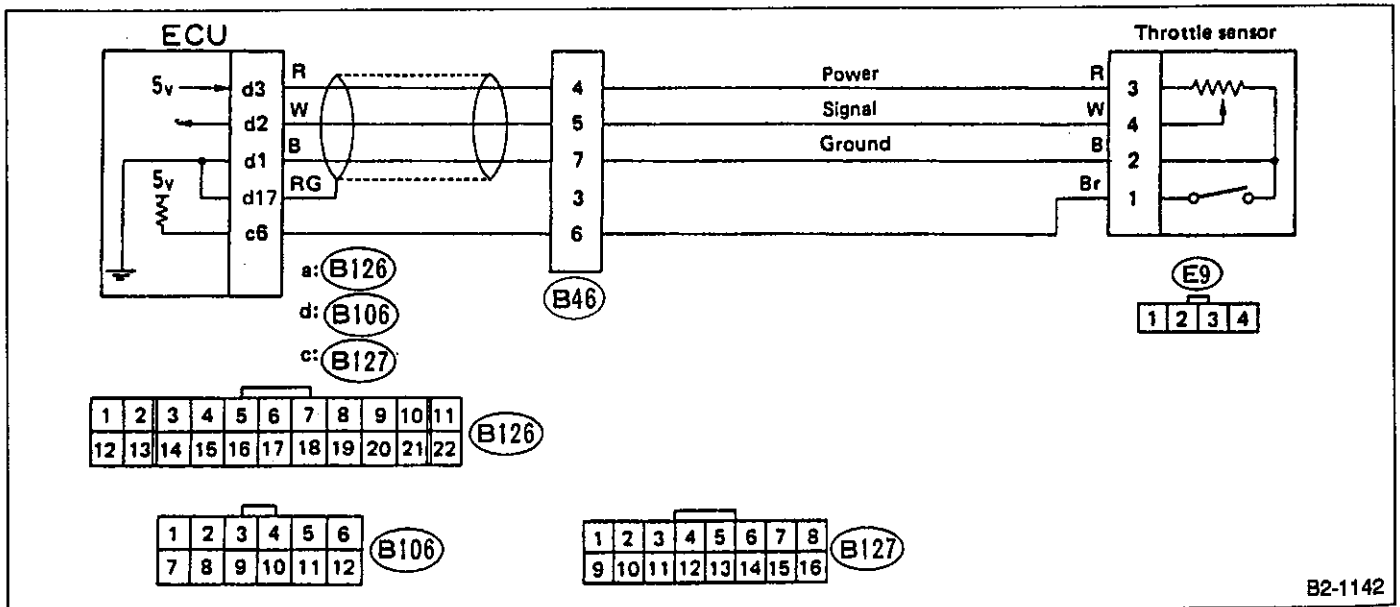 ECU
Throttle sensor
5v d3 R 4 Power R 3
d2 W 5 Signal W 4
d1 B 7 Ground B 2
5v d17 RG 3 Br 1
c6 6
a: B126
d: B106
c: B127
B46
E9
1 2 3 4
1 2 3 4 5 6 7 8 9 10 11
12 13 14 15 16 17 18 19 20 21 22
B126
1 2 3 4 5 6
7 8 9 10 11 12
B106
1 2 3 4 5 6 7 8
9 10 11 12 13 14 15 16
B127
B2-1142